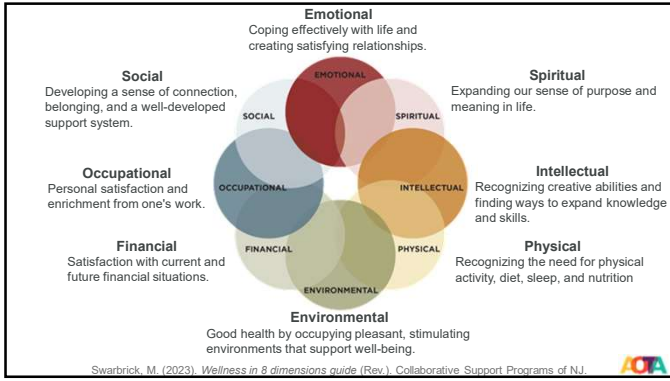 Emotional
Coping effectively with life and
creating satisfying relationships.
Social
Developing a sense of connection,
belonging, and a well-developed
support system.
Spiritual
Expanding our sense of purpose and
meaning in life.
EMOTIONAL
SOCIAL
SPIRITUAL
OCCUPATIONAL
INTELLECTUAL
FINANCIAL
PHYSICAL
ENVIRONMENTAL
Occupational
Personal satisfaction and
enrichment from one's work.
Intellectual
Recognizing creative abilities and
finding ways to expand knowledge
and skills.
Financial
Satisfaction with current and
future financial situations.
Physical
Recognizing the need for physical
activity, diet, sleep, and nutrition
Environmental
Good health by occupying pleasant, stimulating
environments that support well-being.
Swarbrick, M. (2023). Wellness in 8 dimensions guide (Rev.). Collaborative Support Programs of NJ.
AOTA